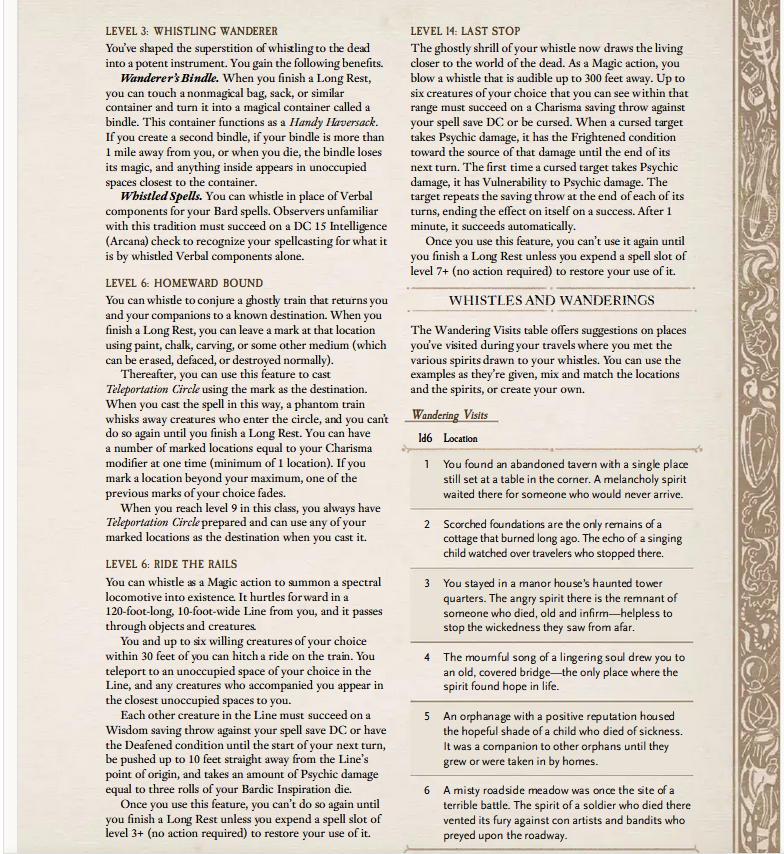 LEVEL 3: WHISTLING WANDERER
You've shaped the superstition of whistling to the dead
into a potent instrument. You gain the following benefits.
Wanderer's Bindle. When you finish a Long Rest,
you can touch a nonmagical bag, sack, or similar
container and turn it into a magical container called a
bindle. This container functions as a Handy Haversack.
If you create a second bindle, if your bindle is more than
1 mile away from you, or when you die, the bindle loses
its magic, and anything inside appears in unoccupied
spaces closest to the container.
Whistled Spells. You can whistle in place of Verbal
components for your Bard spells. Observers unfamiliar
with this tradition must succeed on a DC 15 Intelligence
(Arcana) check to recognize your spellcasting for what it
is by whistled Verbal components alone.
LEVEL 6: HOMEWARD BOUND
You can whistle to conjure a ghostly train that returns you
and your companions to a known destination. When you
finish a Long Rest, you can leave a mark at that location
using paint, chalk, carving, or some other medium (which
can be erased, defaced, or destroyed normally).
Thereafter, you can use this feature to cast
Teleportation Circle using the mark as the destination.
When you cast the spell in this way, a phantom train
whisks away creatures who enter the circle, and you can't
do so again until you finish a Long Rest. You can have
a number of marked locations equal to your Charisma
modifier at one time (minimum of 1 location). If you
mark a location beyond your maximum, one of the
previous marks of your choice fades.
When you reach level 9 in this class, you always have
Teleportation Circle prepared and can use any of your
marked locations as the destination when you cast it.
LEVEL 6: RIDE THE RAILS
You can whistle as a Magic action to summon a spectral
locomotive into existence. It hurtles forward in a
120-foot-long, 10-foot-wide Line from you, and it passes
through objects and creatures.
You and up to six willing creatures of your choice
within 30 feet of you can hitch a ride on the train. You
teleport to an unoccupied space of your choice in the
Line, and any creatures who accompanied you appear in
the closest unoccupied spaces to you.
Each other creature in the Line must succeed on a
Wisdom saving throw against your spell save DC or have
the Deafened condition until the start of your next turn,
be pushed up to 10 feet straight away from the Line's
point of origin, and takes an amount of Psychic damage
equal to three rolls of your Bardic Inspiration die.
Once you use this feature, you can't do so again until
you finish a Long Rest unless you expend a spell slot of
level 3+ (no action required) to restore your use of it.
LEVEL 14: LAST STOP
The ghostly shrill of your whistle now draws the living
closer to the world of the dead. As a Magic action, you
blow a whistle that is audible up to 300 feet away. Up to
six creatures of your choice that you can see within that
range must succeed on a Charisma saving throw against
your spell save DC or be cursed. When a cursed target
takes Psychic damage, it has the Frightened condition
toward the source of that damage until the end of its
next turn. The first time a cursed target takes Psychic
damage, it has Vulnerability to Psychic damage. The
target repeats the saving throw at the end of each of its
turns, ending the effect on itself on a success. After 1
minute, it succeeds automatically.
Once you use this feature, you can't use it again until
you finish a Long Rest unless you expend a spell slot of
level 7+ (no action required) to restore your use of it.
WHISTLES AND WANDERINGS
The Wandering Visits table offers suggestions on places
you've visited during your travels where you met the
various spirits drawn to your whistles. You can use the
examples as they're given, mix and match the locations
and the spirits, or create your own.
Wandering Visits
1d6 Location
1 You found an abandoned tavern with a single place
still set at a table in the corner. A melancholy spirit
waited there for someone who would never arrive.
2 Scorched foundations are the only remains of a
cottage that burned long ago. The echo of a singing
child watched over travelers who stopped there.
3 You stayed in a manor house's haunted tower
quarters. The angry spirit there is the remnant of
someone who died, old and infirm—helpless to
stop the wickedness they saw from afar.
4 The mournful song of a lingering soul drew you to
an old, covered bridge—the only place where the
spirit found hope in life.
5 An orphanage with a positive reputation housed
the hopeful shade of a child who died of sickness.
It was a companion to other orphans until they
grew or were taken in by homes.
6 A misty roadside meadow was once the site of a
terrible battle. The spirit of a soldier who died there
vented its fury against con artists and bandits who
preyed upon the roadway.